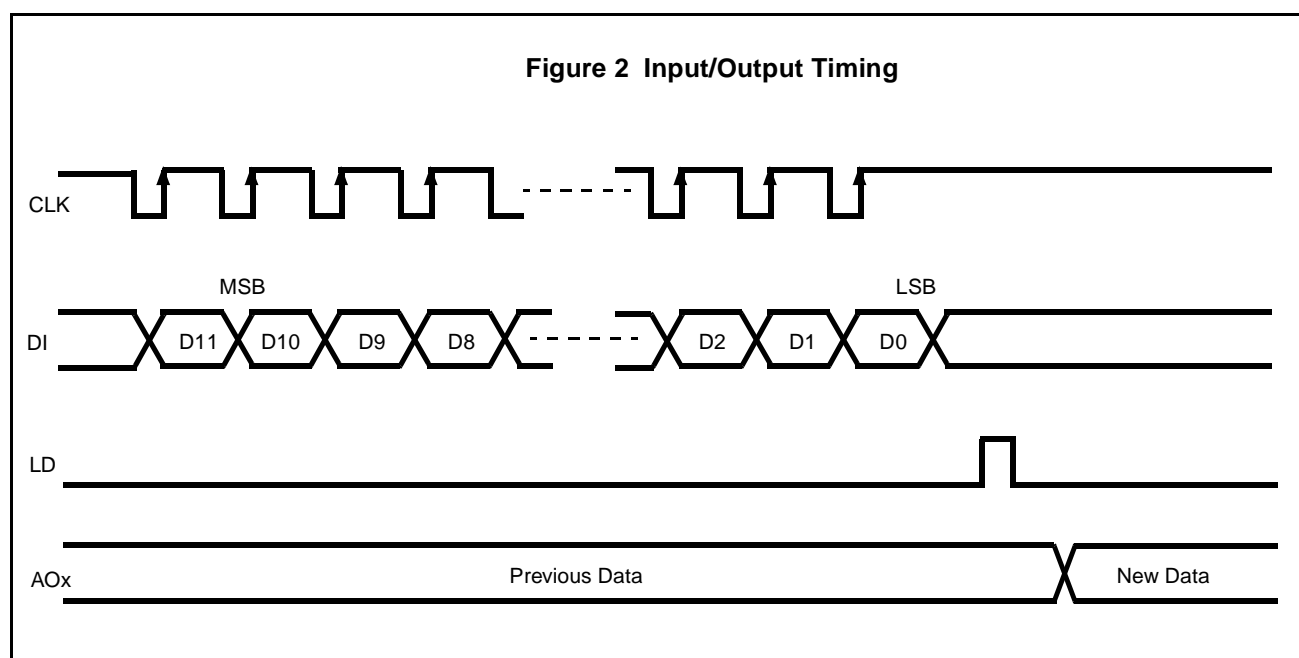 Figure 2 Input/Output Timing
CLK
MSB LSB
DI D11 D10 D9 D8 D2 D1 D0
LD
AOx Previous Data New Data